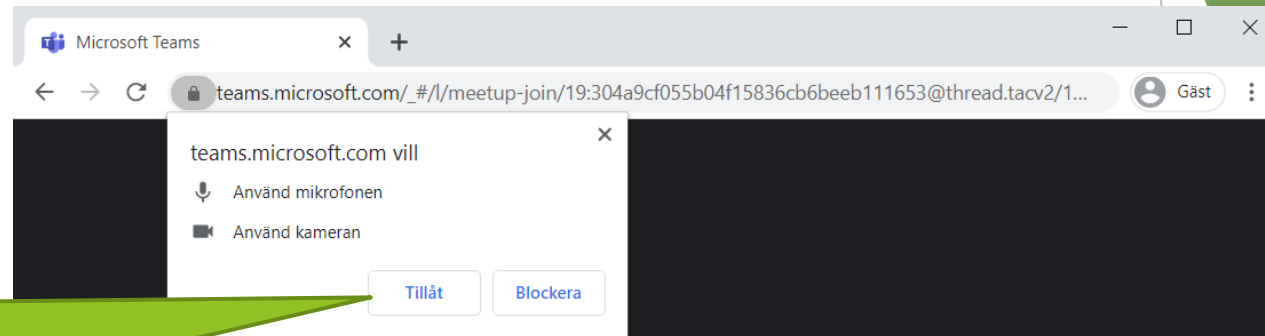 Microsoft Teams
teams.microsoft.com/_#/l/meetup-join/19:304a9cf055b04f15836cb6beeb111653@thread.tacv2/1...
Gäst
teams.microsoft.com vill
Använd mikrofonen
Använd kameran
Tillåt Blockera